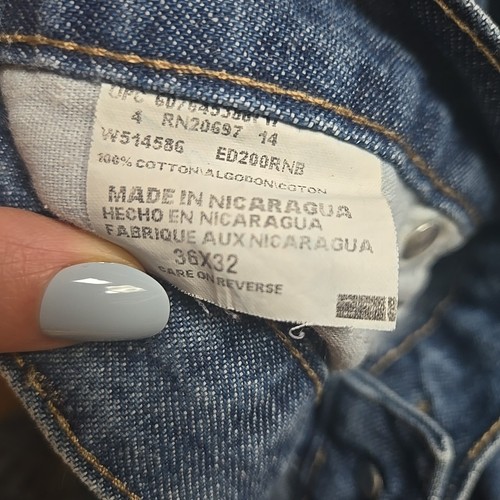 4 RN20697 14
W514586 ED200RNB
100% COTTON\ALGODON\COTON
MADE IN NICARAGUA
HECHO EN NICARAGUA
FABRIQUE AUX NICARAGUA
36X32
CARE ON REVERSE